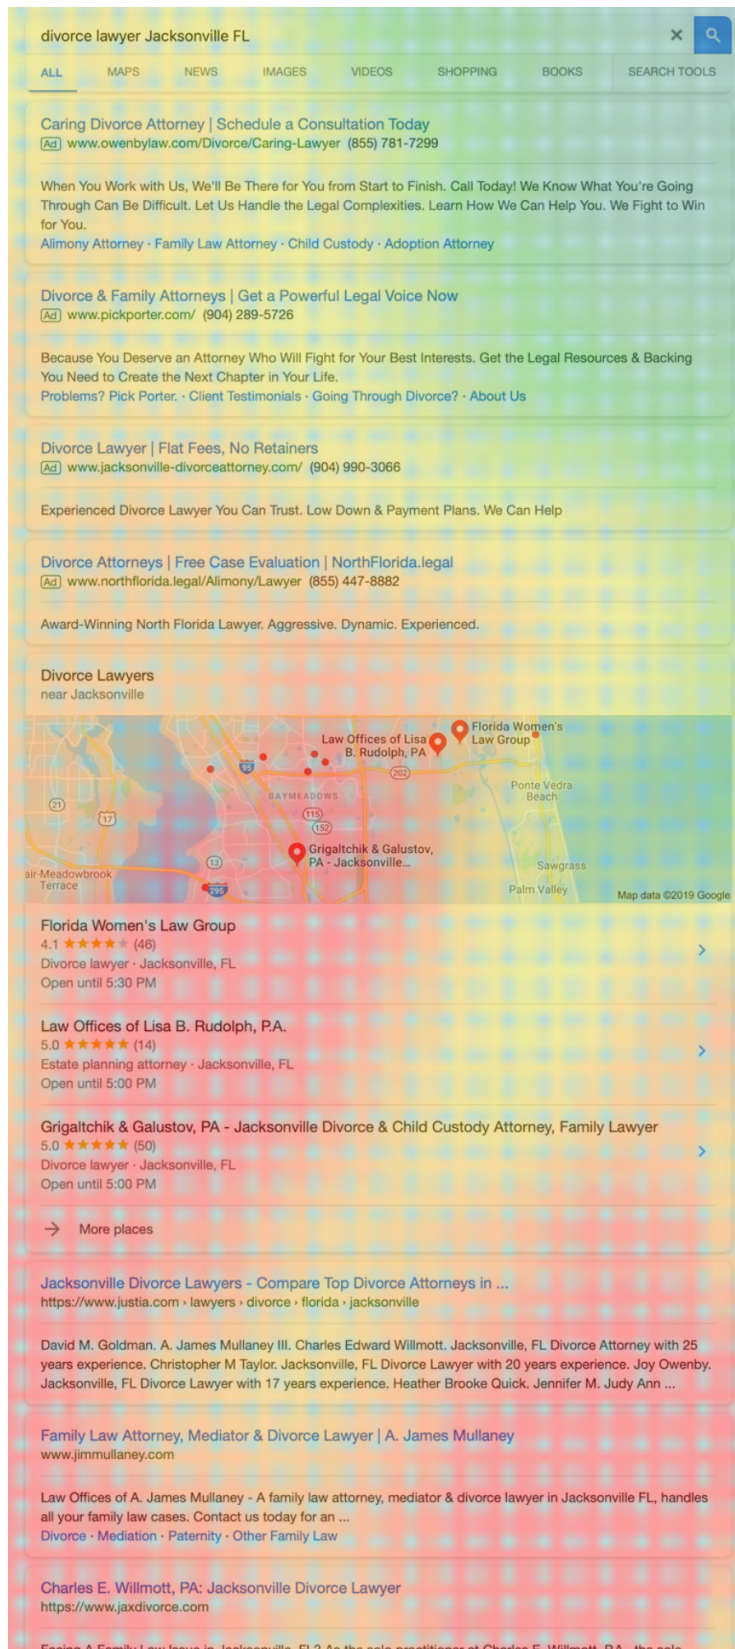 divorce lawyer Jacksonville FL
ALL MAPS NEWS IMAGES VIDEOS SHOPPING BOOKS SEARCH TOOLS
Caring Divorce Attorney | Schedule a Consultation Today
Ad www.owenbylaw.com/Divorce/Caring-Lawyer (855) 781-7299
When You Work with Us, We'll Be There for You from Start to Finish. Call Today! We Know What You're Going
Through Can Be Difficult. Let Us Handle the Legal Complexities. Learn How We Can Help You. We Fight to Win
for You.
Alimony Attorney · Family Law Attorney · Child Custody · Adoption Attorney
Divorce & Family Attorneys | Get a Powerful Legal Voice Now
Ad www.pickporter.com/ (904) 289-5726
Because You Deserve an Attorney Who Will Fight for Your Best Interests. Get the Legal Resources & Backing
You Need to Create the Next Chapter in Your Life.
Problems? Pick Porter. · Client Testimonials · Going Through Divorce? · About Us
Divorce Lawyer | Flat Fees, No Retainers
Ad www.jacksonville-divorceattorney.com/ (904) 990-3066
Experienced Divorce Lawyer You Can Trust. Low Down & Payment Plans. We Can Help
Divorce Attorneys | Free Case Evaluation | NorthFlorida.legal
Ad www.northflorida.legal/Alimony/Lawyer (855) 447-8882
Award-Winning North Florida Lawyer. Aggressive. Dynamic. Experienced.
Divorce Lawyers
near Jacksonville
Florida Women's
Law Group
Law Offices of Lisa
B. Rudolph, PA
95
202
BAYMEADOWS
Ponte Vedra
Beach
21
17
115
152
Grigaltchik & Galustov,
PA - Jacksonville...
13
Sawgrass
air-Meadowbrook
Terrace
295
Palm Valley
Map data ©2019 Google
Florida Women's Law Group
4.1 ★★★★★ (46)
Divorce lawyer · Jacksonville, FL
Open until 5:30 PM
Law Offices of Lisa B. Rudolph, P.A.
5.0 ★★★★★ (14)
Estate planning attorney · Jacksonville, FL
Open until 5:00 PM
Grigaltchik & Galustov, PA - Jacksonville Divorce & Child Custody Attorney, Family Lawyer
5.0 ★★★★★ (50)
Divorce lawyer · Jacksonville, FL
Open until 5:00 PM
More places
Jacksonville Divorce Lawyers - Compare Top Divorce Attorneys in ...
https://www.justia.com › lawyers › divorce › florida › jacksonville
David M. Goldman. A. James Mullaney III. Charles Edward Willmott. Jacksonville, FL Divorce Attorney with 25
years experience. Christopher M Taylor. Jacksonville, FL Divorce Lawyer with 20 years experience. Joy Owenby.
Jacksonville, FL Divorce Lawyer with 17 years experience. Heather Brooke Quick. Jennifer M. Judy Ann ...
Family Law Attorney, Mediator & Divorce Lawyer | A. James Mullaney
www.jimmullaney.com
Law Offices of A. James Mullaney - A family law attorney, mediator & divorce lawyer in Jacksonville FL, handles
all your family law cases. Contact us today for an ...
Divorce · Mediation · Paternity · Other Family Law
Charles E. Willmott, PA: Jacksonville Divorce Lawyer
https://www.jaxdivorce.com